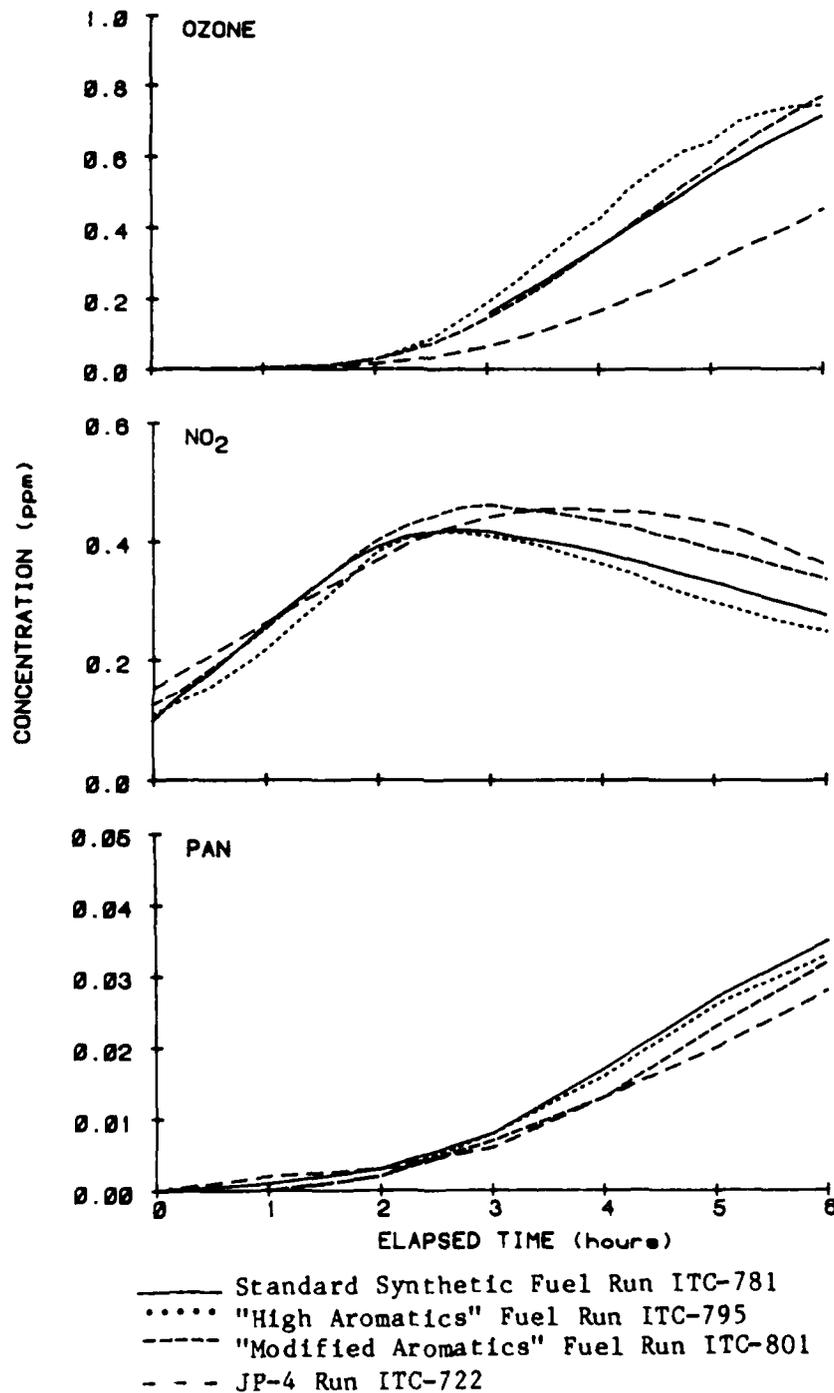 OZONE
1.0
0.8
0.6
0.4
0.2
0.0
NO2
0.6
0.4
0.2
0.0
CONCENTRATION (ppm)
PAN
0.05
0.04
0.03
0.02
0.01
0.00
0 1 2 3 4 5 6
ELAPSED TIME (hours)
Standard Synthetic Fuel Run ITC-781
"High Aromatics" Fuel Run ITC-795
"Modified Aromatics" Fuel Run ITC-801
JP-4 Run ITC-722